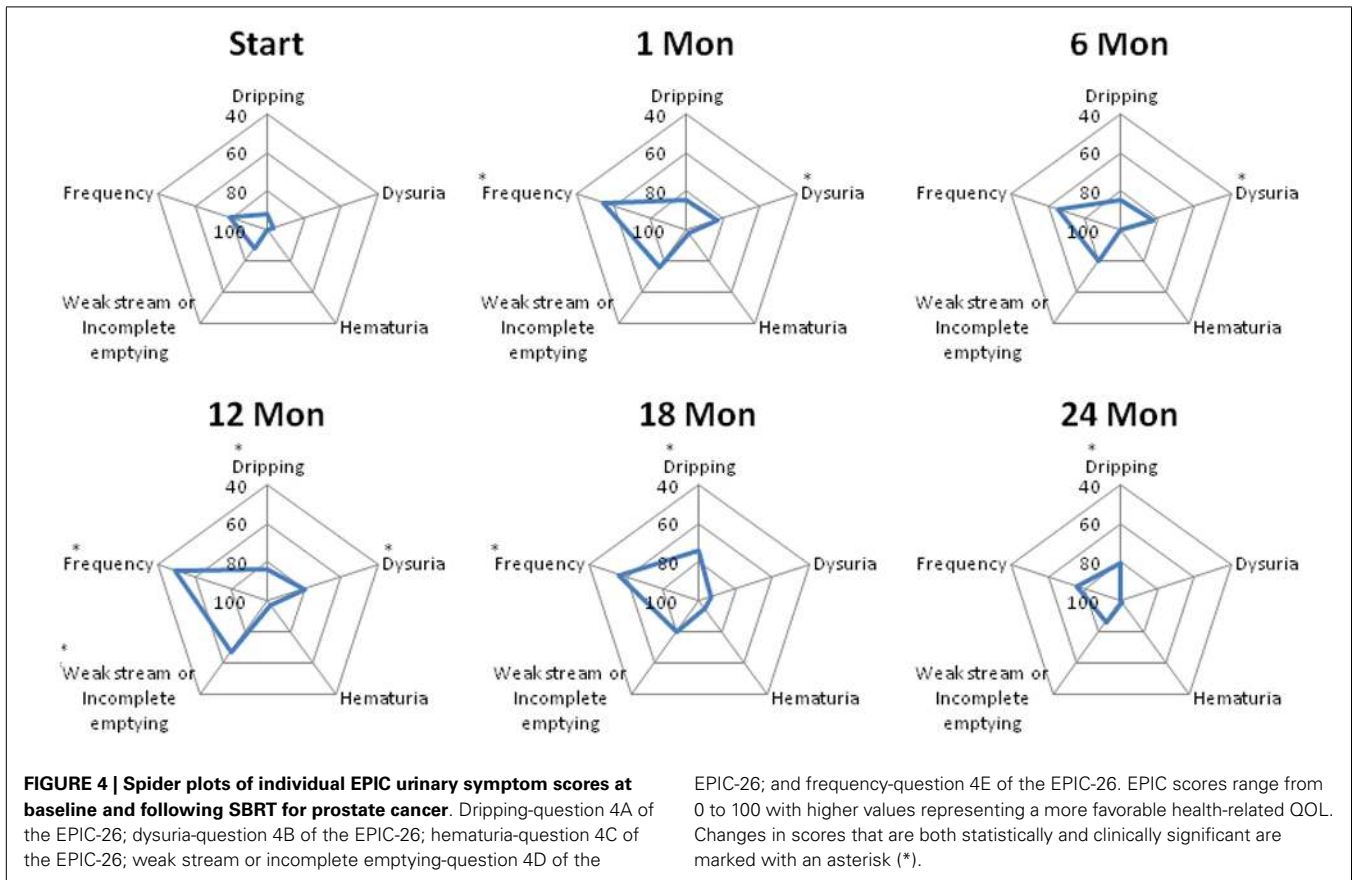 Start
Dripping
40
60
80
100
Frequency
Dysuria
Weak stream or
Incomplete
emptying
Hematuria
1 Mon
Dripping
40
60
80
100
* Frequency
* Dysuria
Weak stream or
Incomplete
emptying
Hematuria
6 Mon
Dripping
40
60
80
100
Frequency
* Dysuria
Weak stream or
Incomplete
emptying
Hematuria
12 Mon
* Dripping
40
60
80
100
* Frequency
* Dysuria
* Weak stream or
Incomplete
emptying
Hematuria
18 Mon
* Dripping
40
60
80
100
* Frequency
Dysuria
Weak stream or
Incomplete
emptying
Hematuria
24 Mon
* Dripping
40
60
80
100
Frequency
Dysuria
Weak stream or
Incomplete
emptying
Hematuria
FIGURE 4 | Spider plots of individual EPIC urinary symptom scores at
baseline and following SBRT for prostate cancer. Dripping-question 4A of
the EPIC-26; dysuria-question 4B of the EPIC-26; hematuria-question 4C of
the EPIC-26; weak stream or incomplete emptying-question 4D of the
EPIC-26; and frequency-question 4E of the EPIC-26. EPIC scores range from
0 to 100 with higher values representing a more favorable health-related QOL.
Changes in scores that are both statistically and clinically significant are
marked with an asterisk (*).